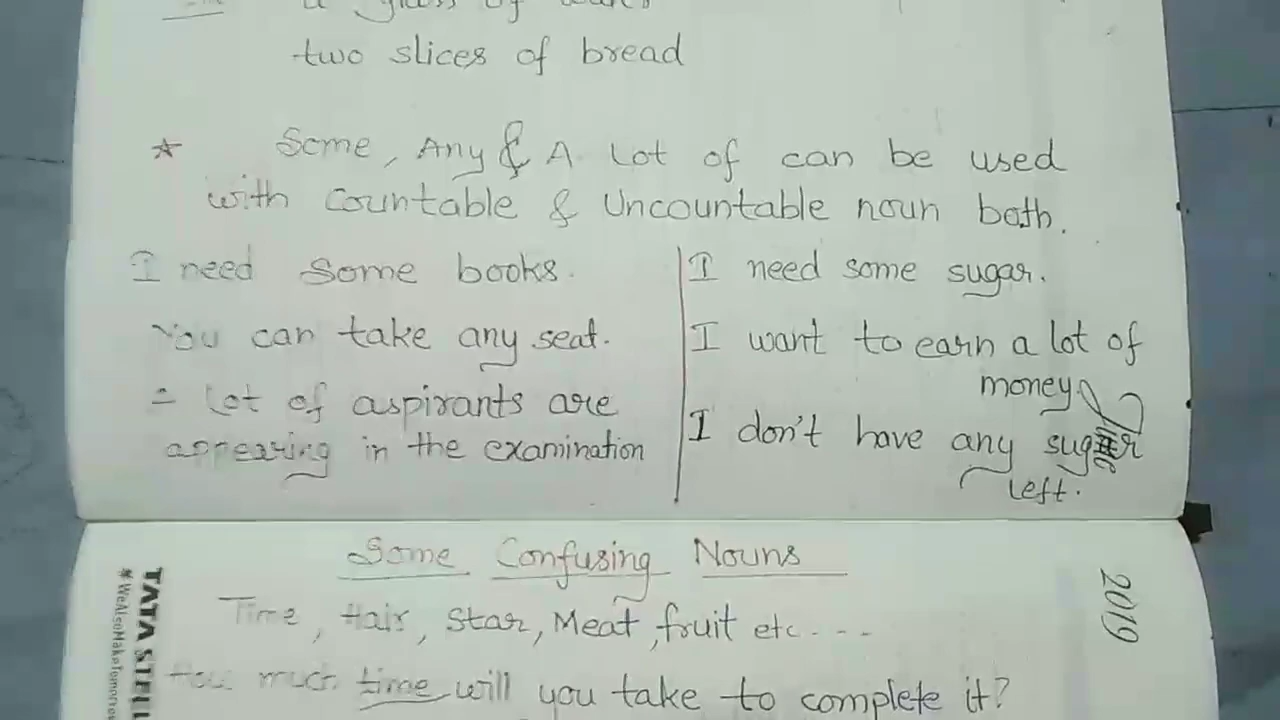 two slices of bread
* Some, Any & A lot of can be used
with Countable & Uncountable noun both.
I need some books.
You can take any seat.
lot of aspirants are
appearing in the examination
I need some sugar.
I want to earn a lot of
money.
I don't have any sugar
left.
Some Confusing Nouns
Time, Hair, Star, Meat, fruit etc----
How much time will you take to complete it?
TATA STEEL
#WeAlsoMakeTomorrow
2019